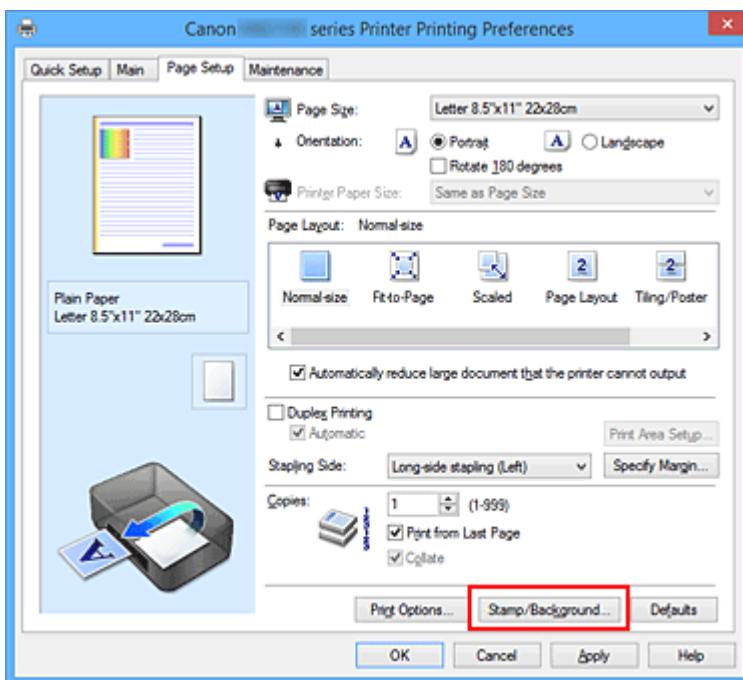 Canon series Printer Printing Preferences
Quick Setup Main Page Setup Maintenance
Page Size: Letter 8.5"x11" 22x28cm
Orientation: A Portrait A Landscape
Rotate 180 degrees
Printer Paper Size: Same as Page Size
Page Layout: Normal-size
2 2
Normal-size Fit-to-Page Scaled Page Layout Tiling/Poster
Plain Paper
Letter 8.5"x11" 22x28cm
Automatically reduce large document that the printer cannot output
Duplex Printing
Automatic
Print Area Setup...
Stapling Side: Long-side stapling (Left) Specify Margin...
Copies: 1 (1-999)
Print from Last Page
Collate
A
Print Options... Stamp/Background... Defaults
OK Cancel Apply Help